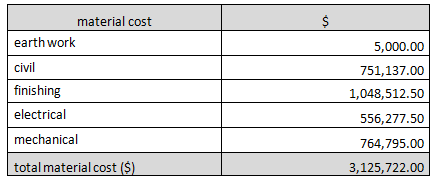 material cost $
earth work 5,000.00
civil 751,137.00
finishing 1,048,512.50
electrical 556,277.50
mechanical 764,795.00
total material cost ($) 3,125,722.00